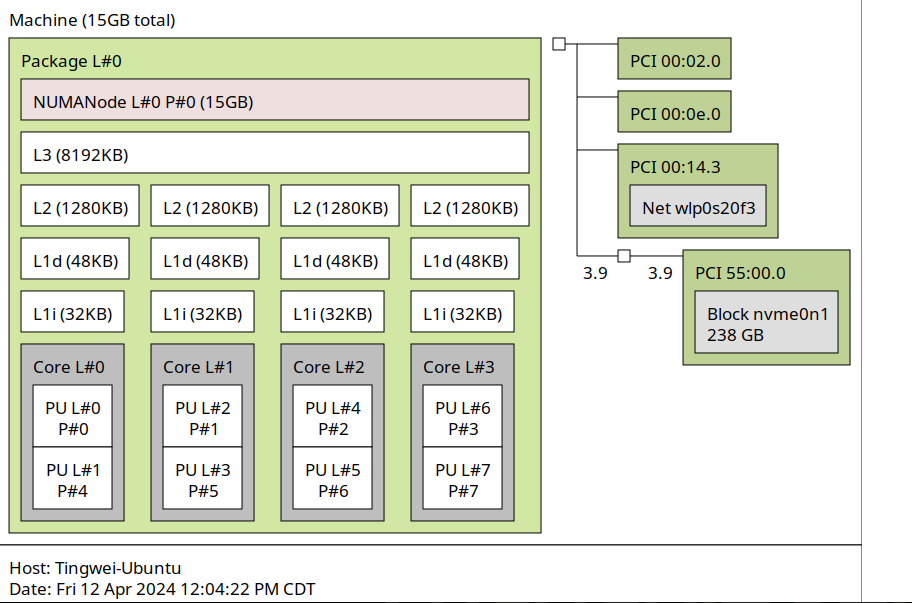 Machine (15GB total)
Package L#0
NUMANode L#0 P#0 (15GB)
L3 (8192KB)
L2 (1280KB) L2 (1280KB) L2 (1280KB) L2 (1280KB)
L1d (48KB) L1d (48KB) L1d (48KB) L1d (48KB)
L1i (32KB) L1i (32KB) L1i (32KB) L1i (32KB)
Core L#0 Core L#1 Core L#2 Core L#3
PU L#0 PU L#2 PU L#4 PU L#6
P#0 P#1 P#2 P#3
PU L#1 PU L#3 PU L#5 PU L#7
P#4 P#5 P#6 P#7
PCI 00:02.0
PCI 00:0e.0
PCI 00:14.3
Net wlp0s20f3
3.9 3.9 PCI 55:00.0
Block nvme0n1
238 GB
Host: Tingwei-Ubuntu
Date: Fri 12 Apr 2024 12:04:22 PM CDT